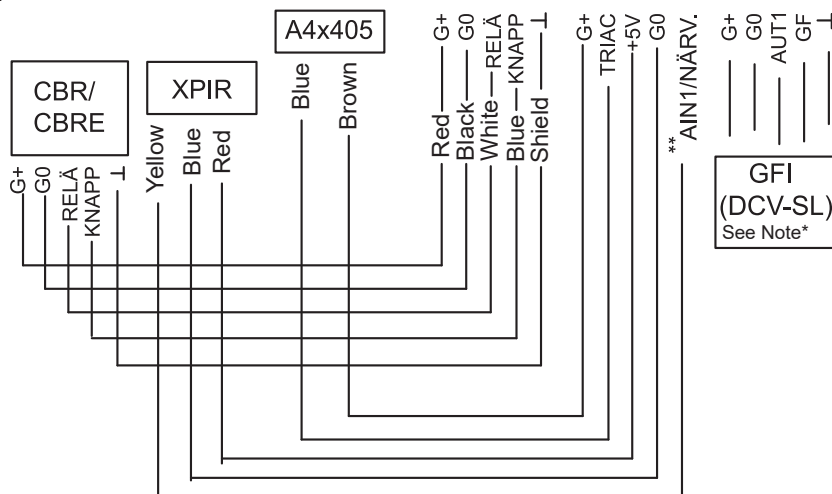 A4x405
CBR/
CBRE
XPIR
Blue
Brown
Yellow
Blue
Red
G+
G0
RELÄ
KNAPP
⊥
G+
G0
RELÄ
KNAPP
⊥
Red
Black
White
Blue
Shield
G+
TRIAC
+5V
G0
** AIN1/NÄRV.
G+
G0
AUT1
GF
⊥
GFI
(DCV-SL)
See Note*